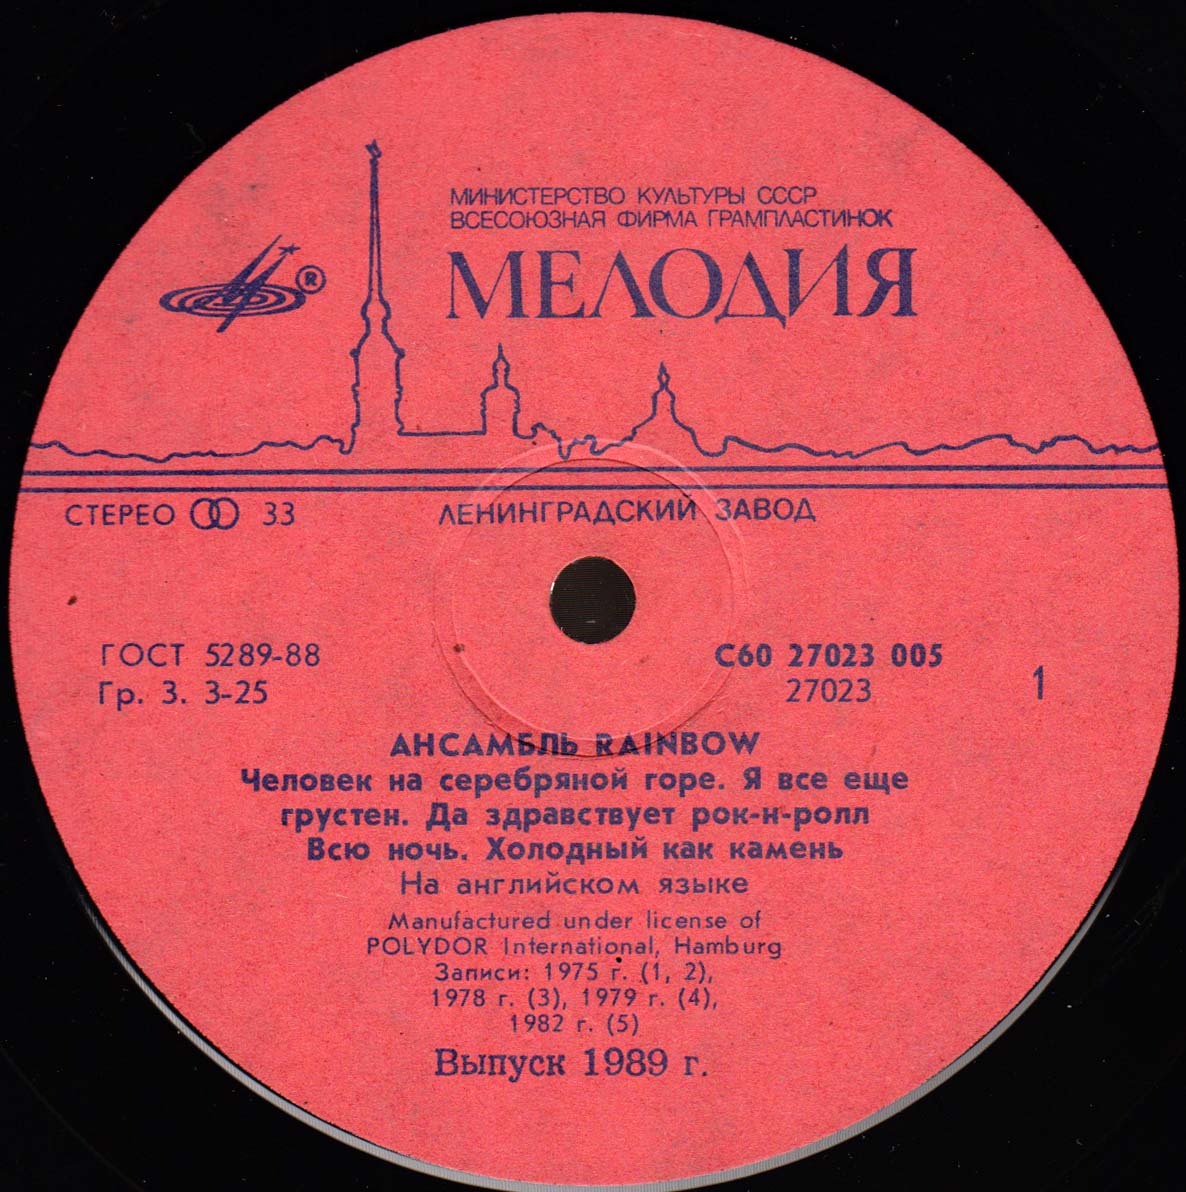 МИНИСТЕРСТВО КУЛЬТУРЫ СССР
ВСЕСОЮЗНАЯ ФИРМА ГРАМПЛАСТИНОК
МЕЛОДИЯ
®
СТЕРЕО 33
ЛЕНИНГРАДСКИЙ ЗАВОД
ГОСТ 5289-88
Гр. 3. 3-25
С60 27023 005
27023
1
АНСАМБЛЬ RAINBOW
Человек на серебряной горе. Я все еще
грустен. Да здравствует рок-н-ролл
Всю ночь. Холодный как камень
На английском языке
Manufactured under license of
POLYDOR International, Hamburg
Записи: 1975 г. (1, 2),
1978 г. (3), 1979 г. (4),
1982 г. (5)
Выпуск 1989 г.